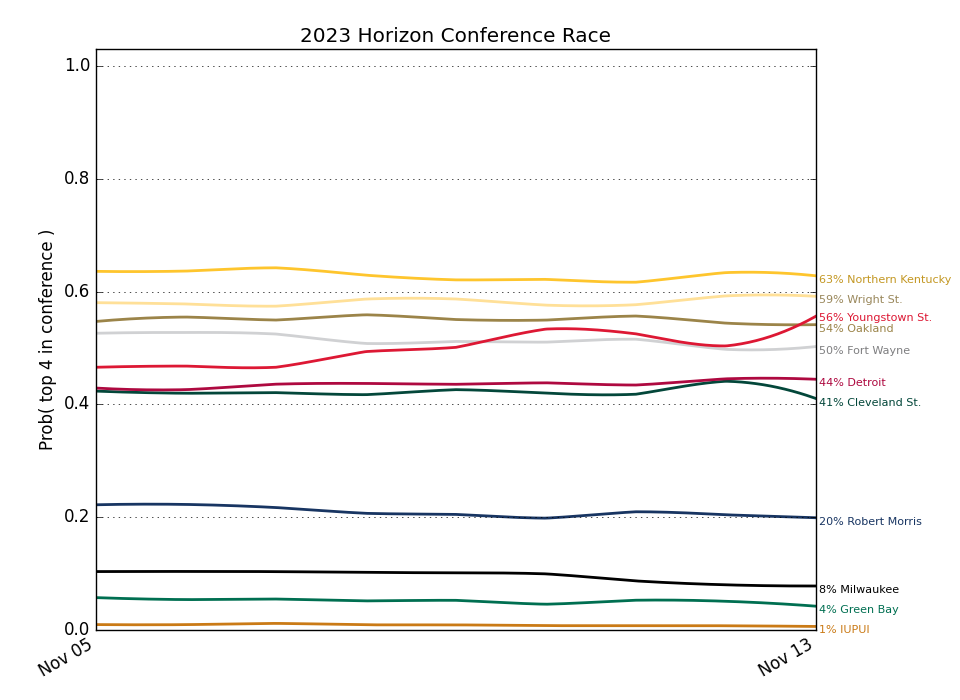 2023 Horizon Conference Race
Prob( top 4 in conference )
1.0
0.8
0.6
0.4
0.2
0.0
Nov 05
Nov 13
63% Northern Kentucky
59% Wright St.
56% Youngstown St.
54% Oakland
50% Fort Wayne
44% Detroit
41% Cleveland St.
20% Robert Morris
8% Milwaukee
4% Green Bay
1% IUPUI